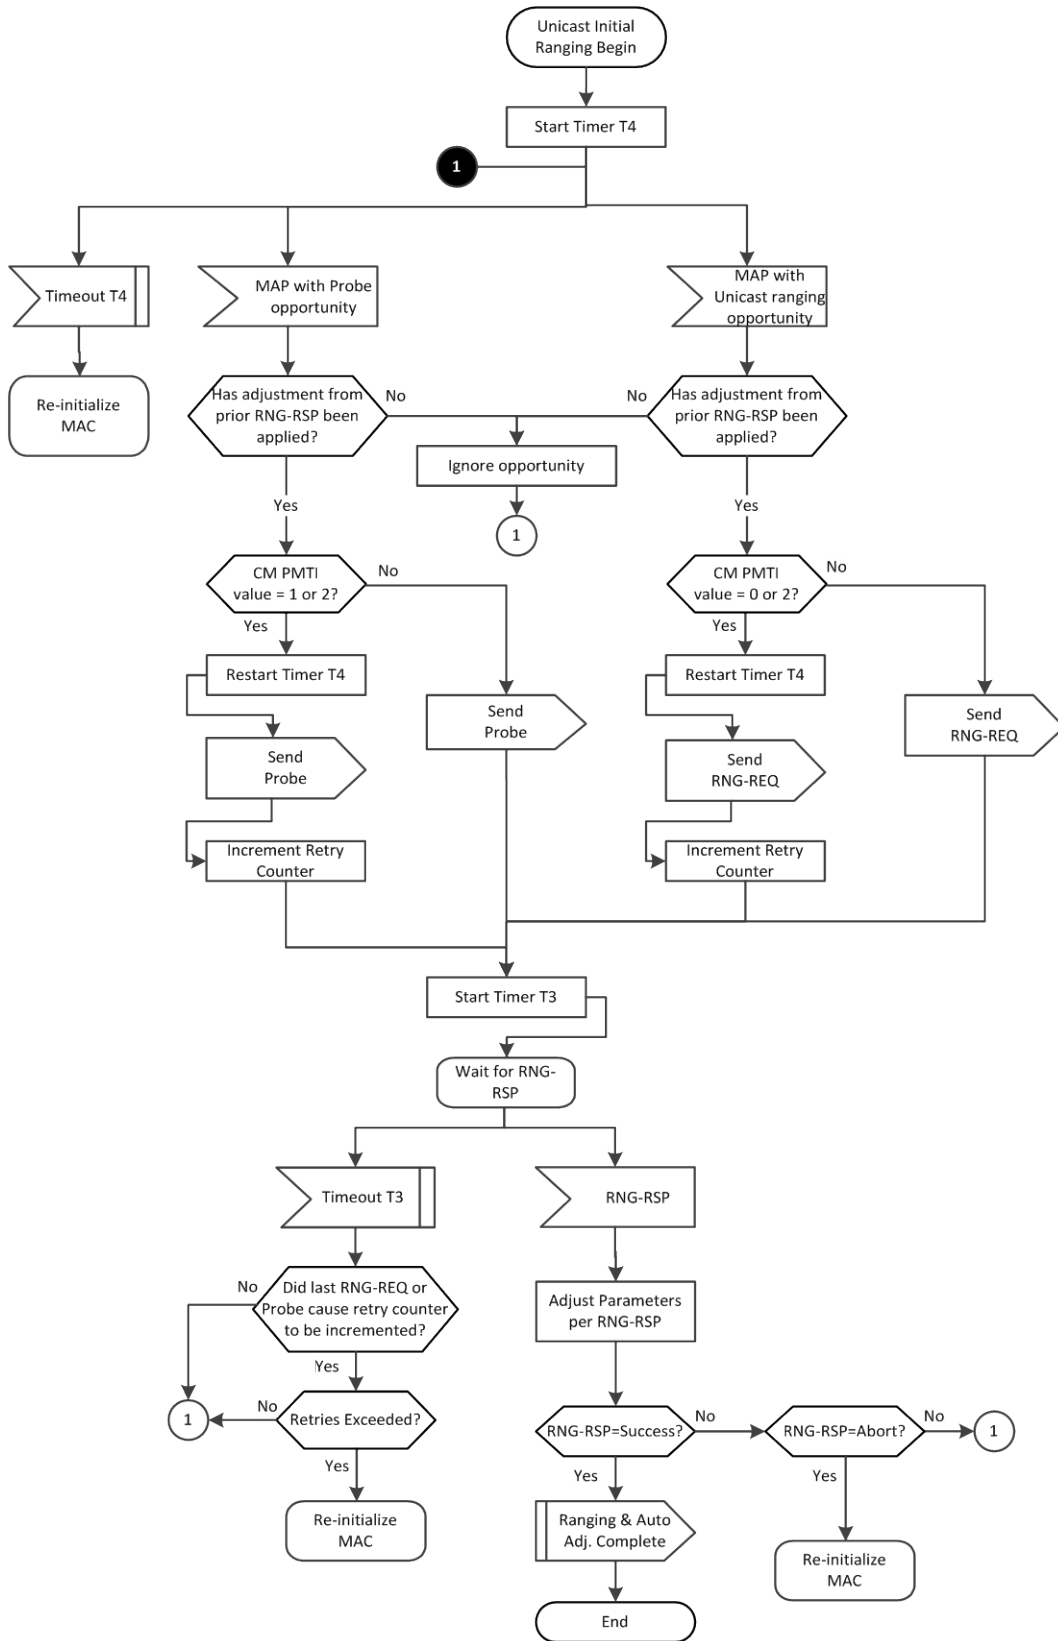 Unicast Initial
Ranging Begin
Start Timer T4
1
Timeout T4
MAP with Probe
opportunity
MAP with
Unicast ranging
opportunity
Re-initialize
MAC
Has adjustment from
prior RNG-RSP been
applied?
No
No
Has adjustment from
prior RNG-RSP been
applied?
Ignore opportunity
1
Yes
Yes
CM PMTI
value = 1 or 2?
No
CM PMTI
value = 0 or 2?
No
Yes
Yes
Restart Timer T4
Restart Timer T4
Send
Probe
Send
RNG-REQ
Send
Probe
Send
RNG-REQ
Increment Retry
Counter
Increment Retry
Counter
Start Timer T3
Wait for RNG-
RSP
Timeout T3
RNG-RSP
No
Did last RNG-REQ or
Probe cause retry counter
to be incremented?
Adjust Parameters
per RNG-RSP
Yes
1
No
Retries Exceeded?
RNG-RSP=Success?
No
RNG-RSP=Abort?
No
1
Yes
Yes
Yes
Re-initialize
MAC
Ranging & Auto
Adj. Complete
Re-initialize
MAC
End